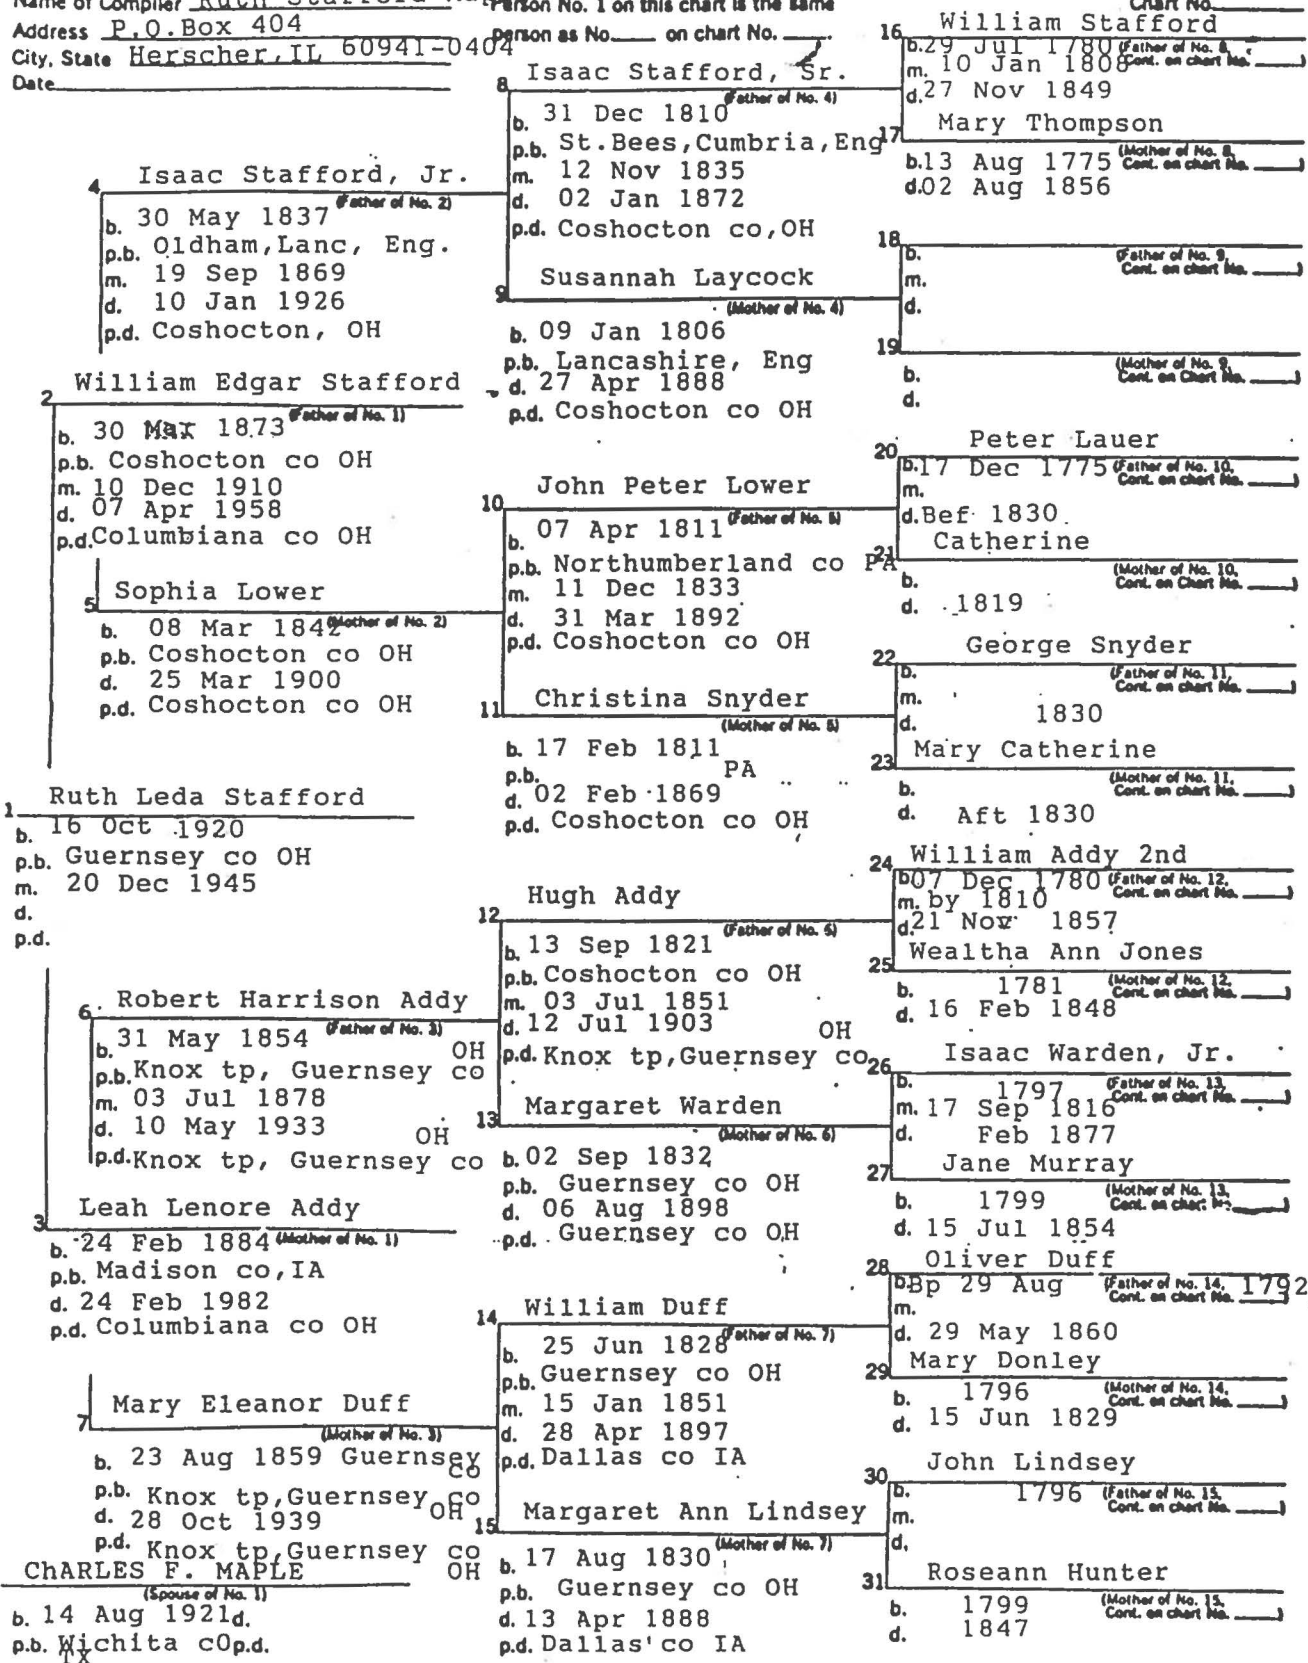 Name of Compiler Ruth Stafford
Address P.O.Box 404
City, State Herscher, IL 60941-0404
Date
Person No. 1 on this chart is the same
person as No. on chart No. .
Chart No.
1 Ruth Leda Stafford
b. 16 Oct 1920
p.b. Guernsey co OH
m. 20 Dec 1945
d.
p.d.
2 William Edgar Stafford
(Father of No. 1)
b. 30 Mar 1873
p.b. Coshocton co OH
m. 10 Dec 1910
d. 07 Apr 1958
p.d. Columbiana co OH
3 Leah Lenore Addy
(Mother of No. 1)
b. 24 Feb 1884
p.b. Madison co, IA
d. 24 Feb 1982
p.d. Columbiana co OH
ChARLES F. MAPLE
(Spouse of No. 1)
b. 14 Aug 1921 d.
p.b. Wichita cO p.d.
TX
4 Isaac Stafford, Jr.
(Father of No. 2)
b. 30 May 1837
p.b. Oldham, Lanc, Eng.
m. 19 Sep 1869
d. 10 Jan 1926
p.d. Coshocton, OH
5 Sophia Lower
(Mother of No. 2)
b. 08 Mar 1842
p.b. Coshocton co OH
d. 25 Mar 1900
p.d. Coshocton co OH
6 Robert Harrison Addy
(Father of No. 3)
b. 31 May 1854
OH
p.b. Knox tp, Guernsey co
m. 03 Jul 1878
d. 10 May 1933
OH
p.d. Knox tp, Guernsey co
7 Mary Eleanor Duff
(Mother of No. 3)
b. 23 Aug 1859 Guernsey
co
p.b. Knox tp, Guernsey co
OH
d. 28 Oct 1939
p.d. Knox tp, Guernsey co
OH
8 Isaac Stafford, Sr.
(Father of No. 4)
b. 31 Dec 1810
p.b. St.Bees, Cumbria, Eng
m. 12 Nov 1835
d. 02 Jan 1872
p.d. Coshocton co, OH
9 Susannah Laycock
(Mother of No. 4)
b. 09 Jan 1806
p.b. Lancashire, Eng
d. 27 Apr 1888
p.d. Coshocton co OH
10 John Peter Lower
(Father of No. 5)
b. 07 Apr 1811
p.b. Northumberland co PA
m. 11 Dec 1833
d. 31 Mar 1892
p.d. Coshocton co OH
11 Christina Snyder
(Mother of No. 5)
b. 17 Feb 1811
p.b. PA
d. 02 Feb 1869
p.d. Coshocton co OH
12 Hugh Addy
(Father of No. 6)
b. 13 Sep 1821
p.b. Coshocton co OH
m. 03 Jul 1851
d. 12 Jul 1903
OH
p.d. Knox tp, Guernsey co
13 Margaret Warden
(Mother of No. 6)
b. 02 Sep 1832
p.b. Guernsey co OH
d. 06 Aug 1898
p.d. Guernsey co OH
14 William Duff
(Father of No. 7)
b. 25 Jun 1828
p.b. Guernsey co OH
m. 15 Jan 1851
d. 28 Apr 1897
p.d. Dallas co IA
15 Margaret Ann Lindsey
(Mother of No. 7)
b. 17 Aug 1830
p.b. Guernsey co OH
d. 13 Apr 1888
p.d. Dallas co IA
16 William Stafford
b. 29 Jul 1780 (Father of No. 8,
Cont. on chart No. )
m. 10 Jan 1808
d. 27 Nov 1849
17 Mary Thompson
(Mother of No. 8,
Cont. on chart No. )
b. 13 Aug 1775
d. 02 Aug 1856
18
b. (Father of No. 9,
Cont. on chart No. )
m.
d.
19
(Mother of No. 9,
Cont. on Chart No. )
b.
d.
20 Peter Lauer
b. 17 Dec 1775 (Father of No. 10,
Cont. on chart No. )
m.
d. Bef 1830
21 Catherine
(Mother of No. 10,
Cont. on Chart No. )
b.
d. 1819
22 George Snyder
b. (Father of No. 11,
Cont. on chart No. )
m.
d. 1830
23 Mary Catherine
(Mother of No. 11,
Cont. on chart No. )
b.
d. Aft 1830
24 William Addy 2nd
b. 07 Dec 1780 (Father of No. 12,
Cont. on chart No. )
m. by 1810
d. 21 Nov 1857
25 Wealtha Ann Jones
(Mother of No. 12,
Cont. on chart No. )
b. 1781
d. 16 Feb 1848
26 Isaac Warden, Jr.
b. 1797 (Father of No. 13,
Cont. on chart No. )
m. 17 Sep 1816
d. Feb 1877
27 Jane Murray
(Mother of No. 13,
Cont. on chart No. )
b. 1799
d. 15 Jul 1854
28 Oliver Duff
b. Bp 29 Aug (Father of No. 14, 1792
Cont. on chart No. )
m.
d. 29 May 1860
29 Mary Donley
(Mother of No. 14,
Cont. on chart No. )
b. 1796
d. 15 Jun 1829
30 John Lindsey
b. 1796 (Father of No. 15,
Cont. on chart No. )
m.
d.
31 Roseann Hunter
(Mother of No. 15,
Cont. on chart No. )
b. 1799
d. 1847